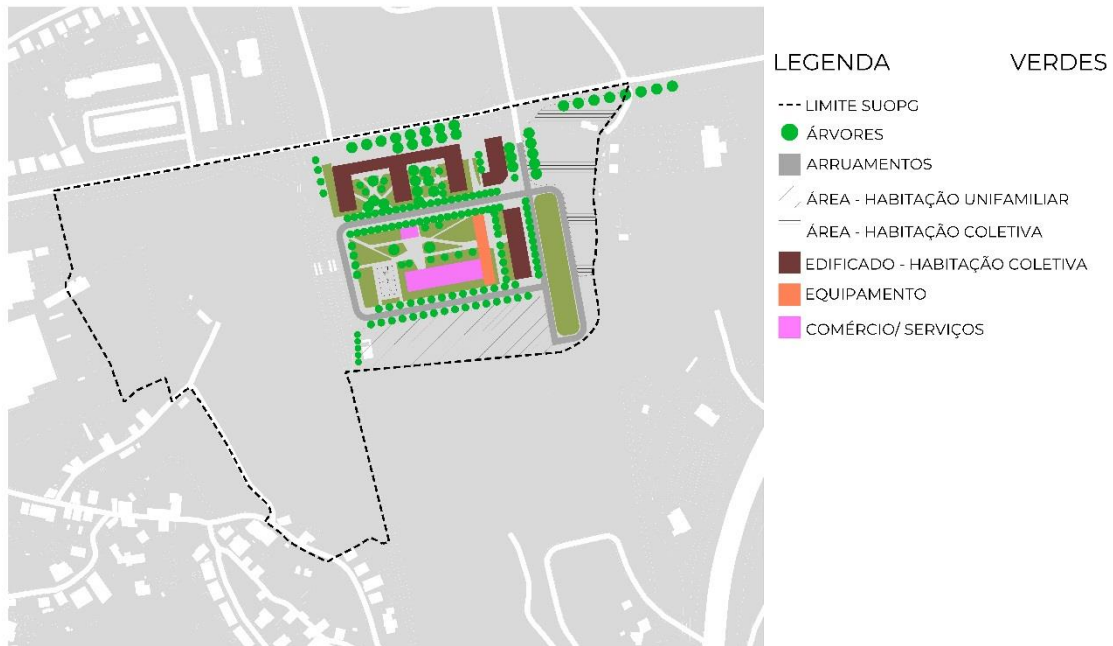 LEGENDA VERDES
LIMITE SUOPG
ÁRVORES
ARRUAMENTOS
ÁREA - HABITAÇÃO UNIFAMILIAR
ÁREA - HABITAÇÃO COLETIVA
EDIFICADO - HABITAÇÃO COLETIVA
EQUIPAMENTO
COMÉRCIO/ SERVIÇOS